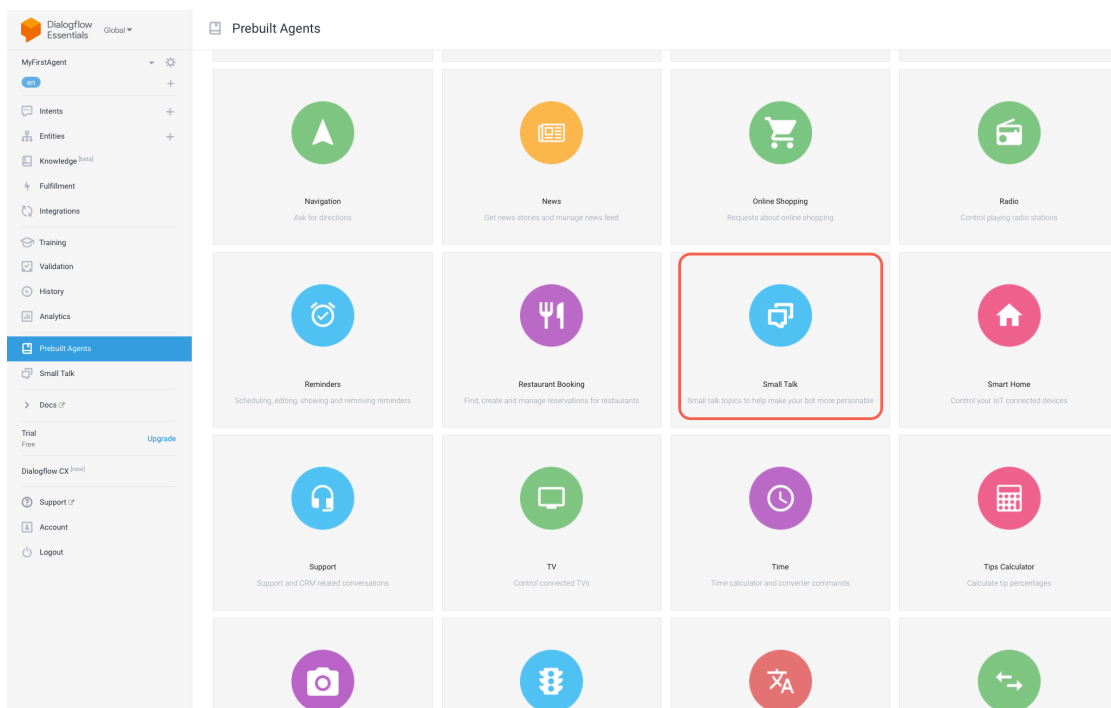 Dialogflow
Essentials
Global
Prebuilt Agents
MyFirstAgent
en
Intents
Entities
Knowledge [beta]
Fulfillment
Integrations
Training
Validation
History
Analytics
Prebuilt Agents
Small Talk
Docs
Trial
Free
Upgrade
Dialogflow CX [new]
Support
Account
Logout
Navigation
Ask for directions
News
Get news stories and manage news feed
Online Shopping
Requests about online shopping
Radio
Control playing radio stations
Reminders
Scheduling, editing, showing and removing reminders
Restaurant Booking
Find, create and manage reservations for restaurants
Small Talk
Small talk topics to help make your bot more personable
Smart Home
Control your IoT connected devices
Support
Support and CRM related conversations
TV
Control connected TVs
Time
Time calculator and converter commands
Tips Calculator
Calculate tip percentages